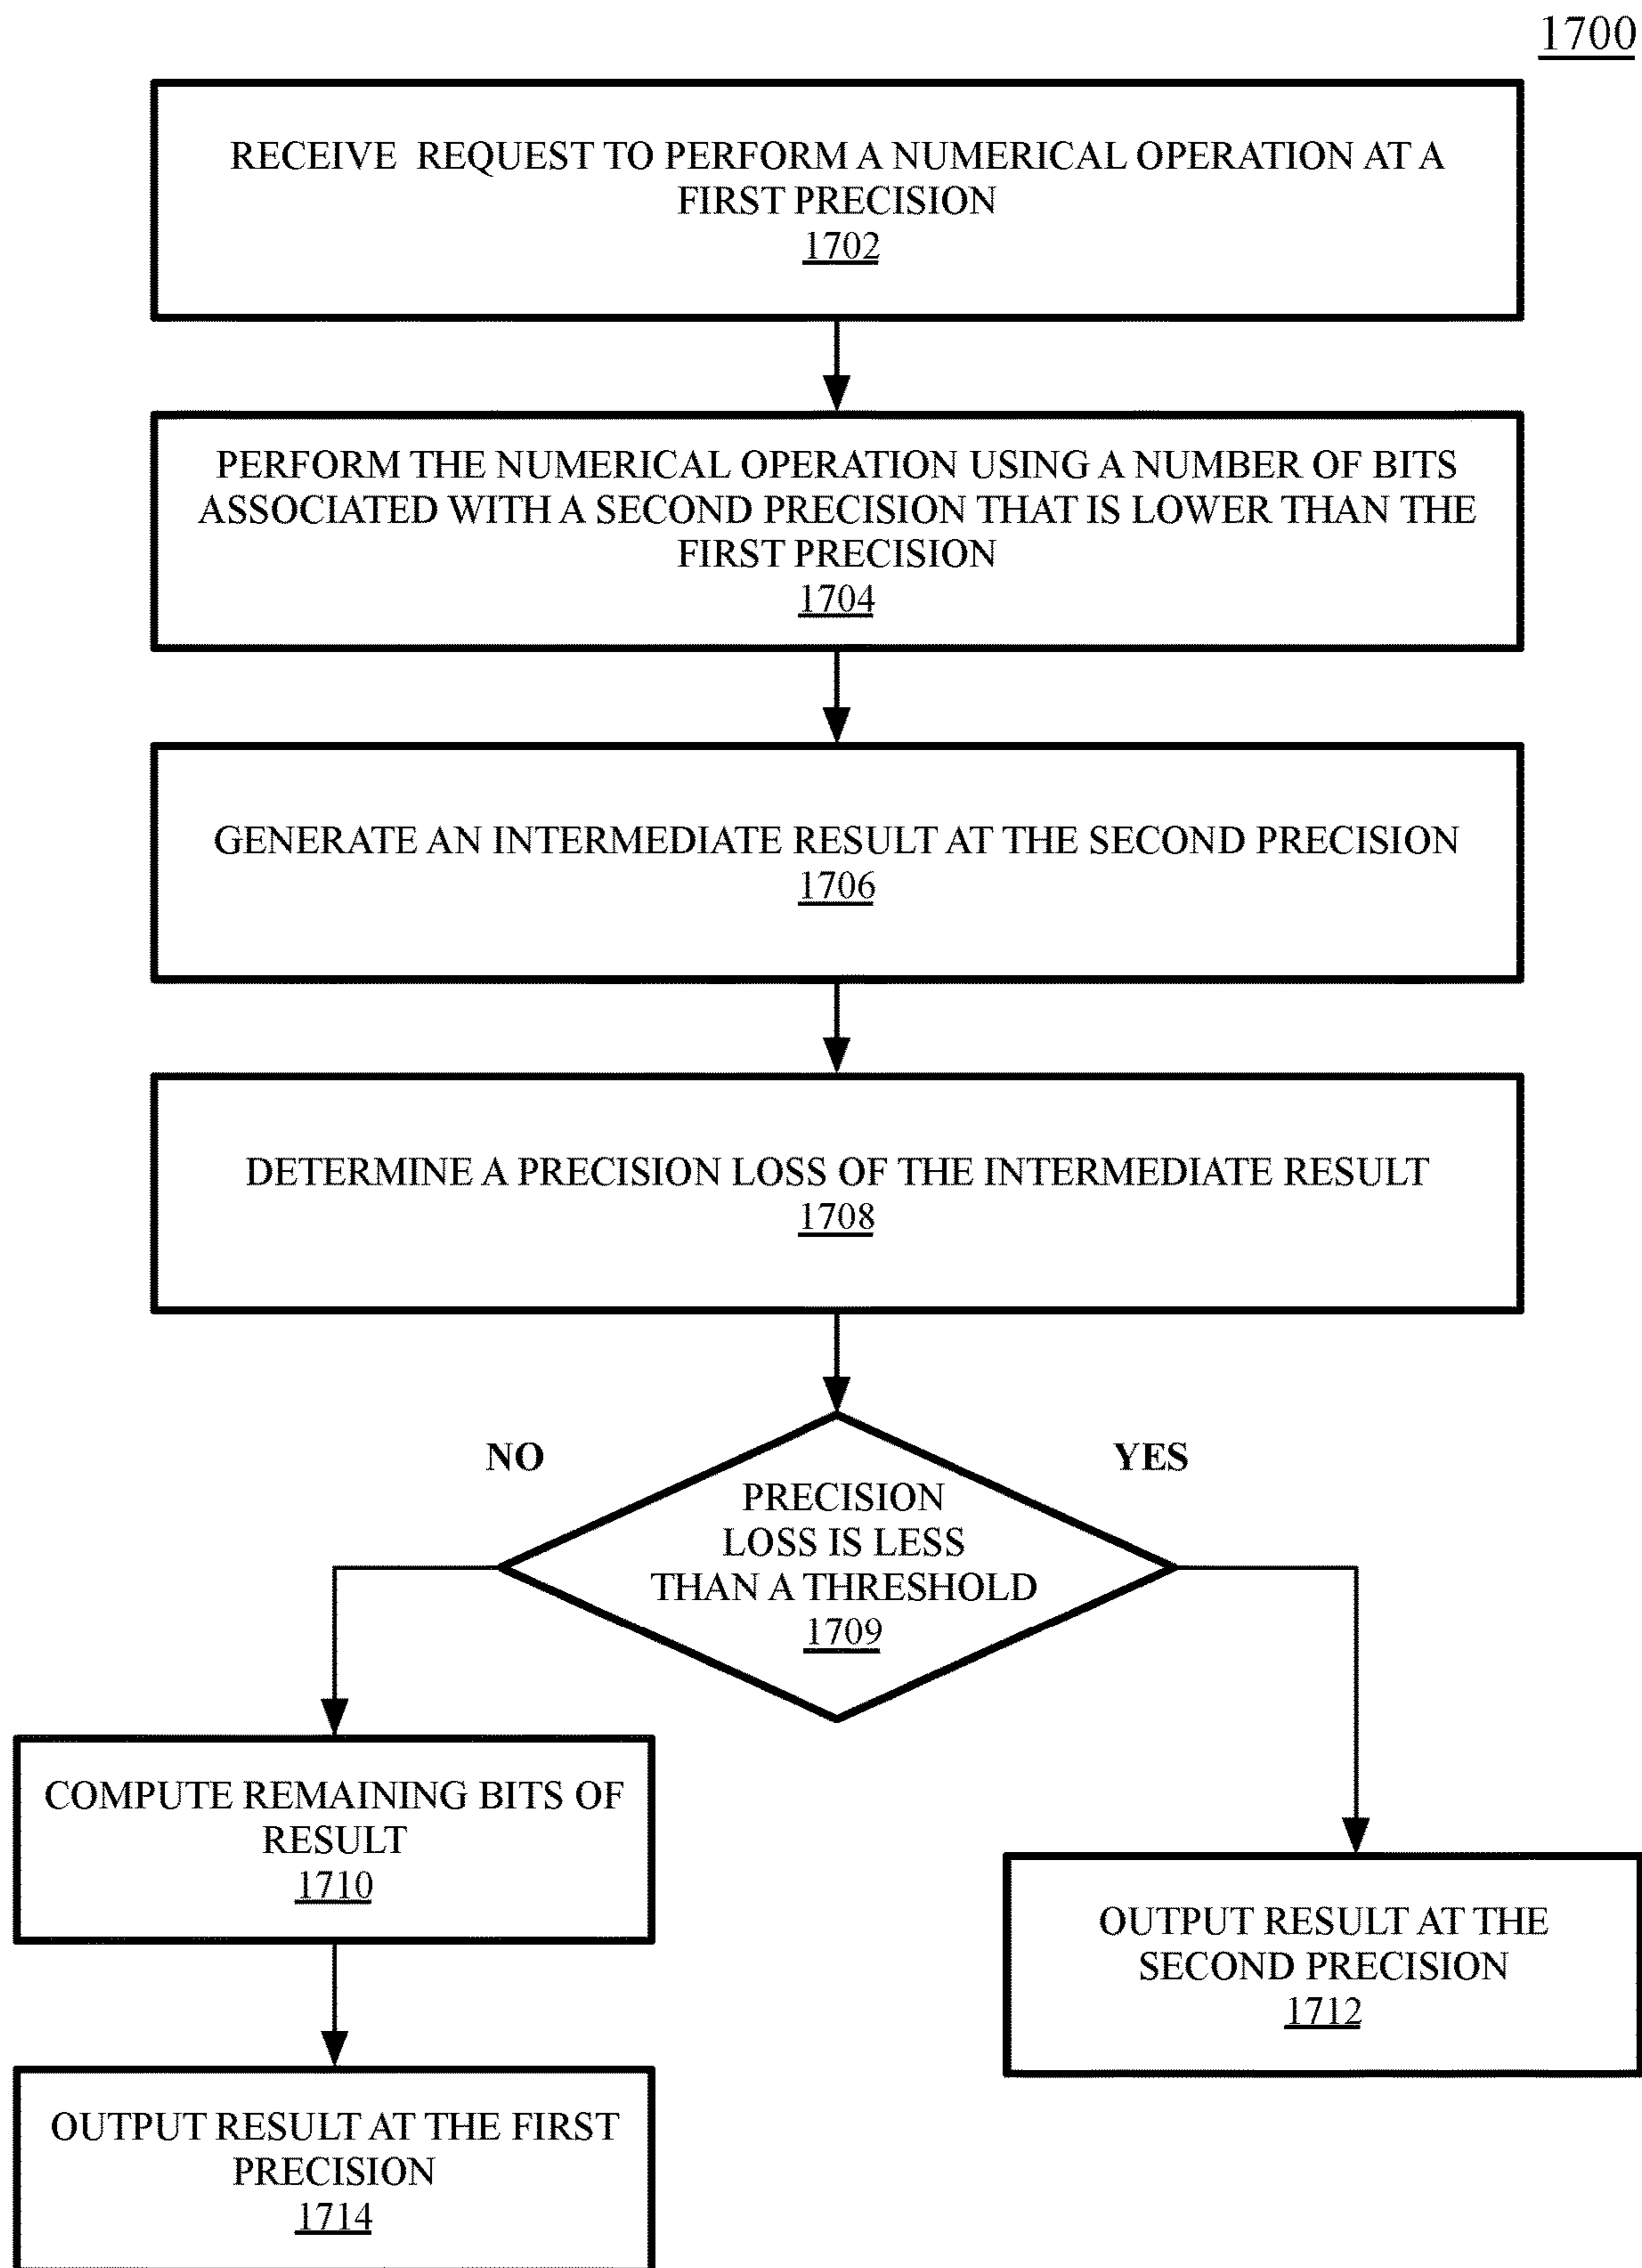 1700
RECEIVE REQUEST TO PERFORM A NUMERICAL OPERATION AT A
FIRST PRECISION
1702
PERFORM THE NUMERICAL OPERATION USING A NUMBER OF BITS
ASSOCIATED WITH A SECOND PRECISION THAT IS LOWER THAN THE
FIRST PRECISION
1704
GENERATE AN INTERMEDIATE RESULT AT THE SECOND PRECISION
1706
DETERMINE A PRECISION LOSS OF THE INTERMEDIATE RESULT
1708
NO
YES
PRECISION
LOSS IS LESS
THAN A THRESHOLD
1709
COMPUTE REMAINING BITS OF
RESULT
1710
OUTPUT RESULT AT THE
SECOND PRECISION
1712
OUTPUT RESULT AT THE FIRST
PRECISION
1714